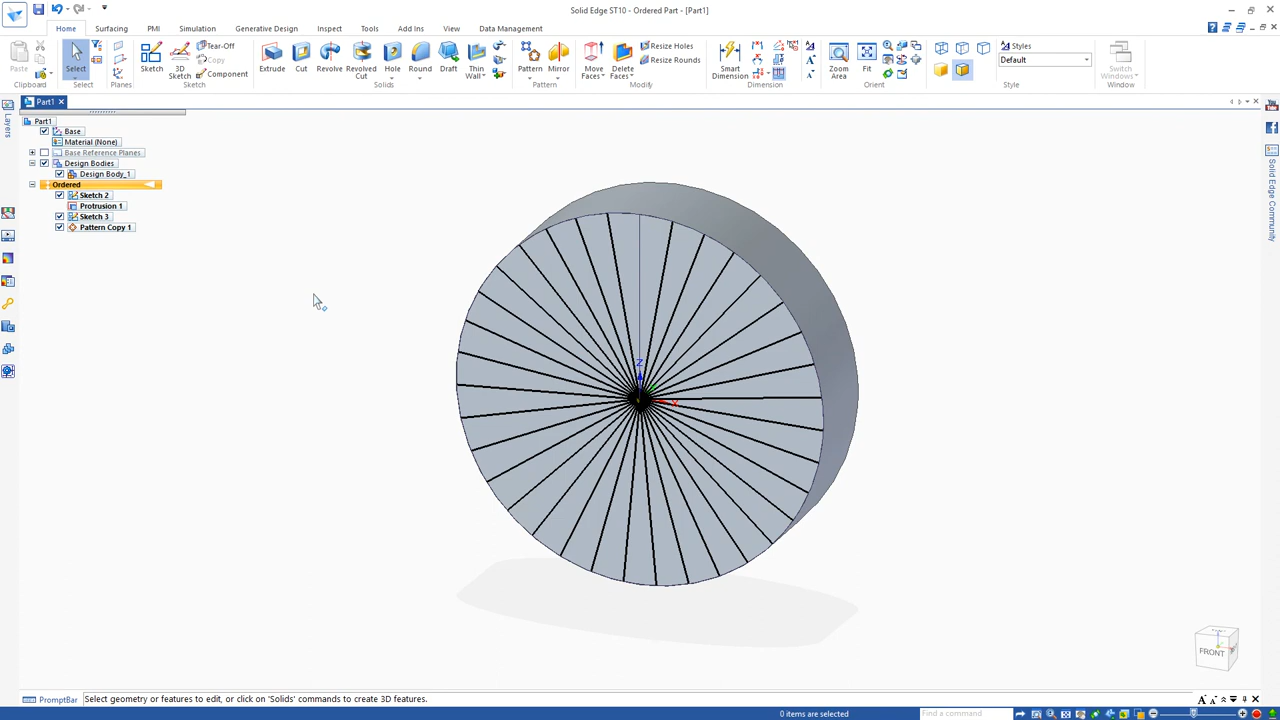 Solid Edge ST10 - Ordered Part - [Part1]
Home Surfacing PMI Simulation Generative Design Inspect Tools Add Ins View Data Management
Paste
Clipboard
Select
Select
Planes
Sketch
3D Sketch
Tear-Off
Copy
Component
Sketch
Extrude
Cut
Revolve
Revolved Cut
Hole
Round
Draft
Thin Wall
Solids
Pattern
Mirror
Pattern
Move Faces
Delete Faces
Resize Holes
Resize Rounds
Modify
Smart Dimension
Dimension
Zoom Area
Fit
Orient
Styles
Default
Style
Switch Windows
Window
Part1
Layers
Part1
Base
Material (None)
Base Reference Planes
Design Bodies
Design Body_1
Ordered
Sketch 2
Protrusion 1
Sketch 3
Pattern Copy 1
Z
X
YouTube
Solid Edge Community
FRONT
PromptBar
Select geometry or features to edit, or click on 'Solids' commands to create 3D features.
0 items are selected
Find a command